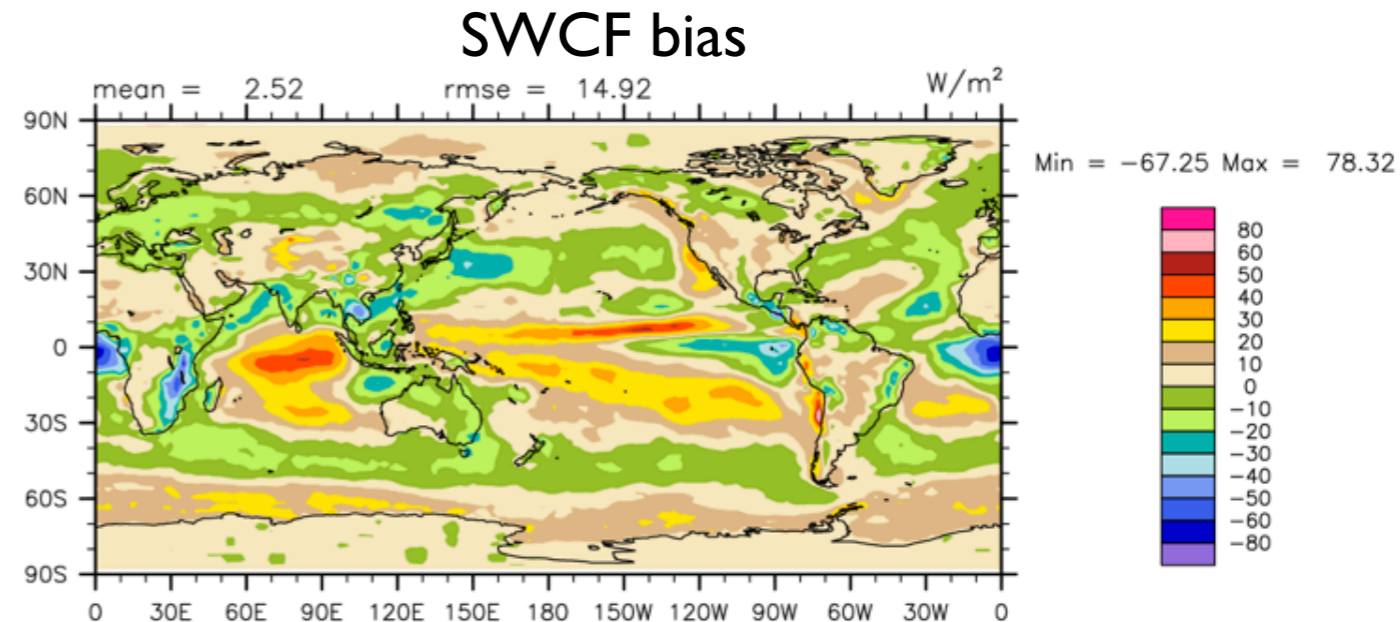 SWCF bias
mean = 2.52 rmse = 14.92 W/m²
Min = −67.25 Max = 78.32
90N
60N
30N
0
30S
60S
90S
0 30E 60E 90E 120E 150E 180 150W 120W 90W 60W 30W 0
80
60
50
40
30
20
10
0
−10
−20
−30
−40
−50
−60
−80